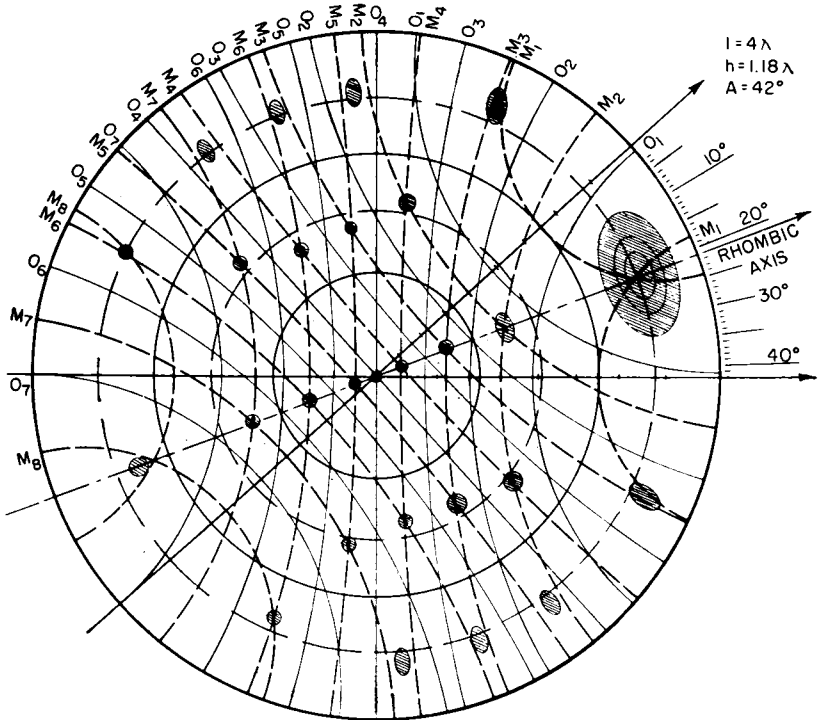 M₈
O₇
M₇
O₆
M₆
M₈
O₅
M₅
O₇
O₄
M₇
M₄
O₆
O₃
M₆
M₃
O₅
O₂
M₅
M₂
O₄
O₁'
M₄
O₃
M₃
M₁'
O₂
M₂
O₁
M₁
l = 4λ
h = 1.18λ
A = 42°
10°
20°
RHOMBIC
AXIS
30°
40°